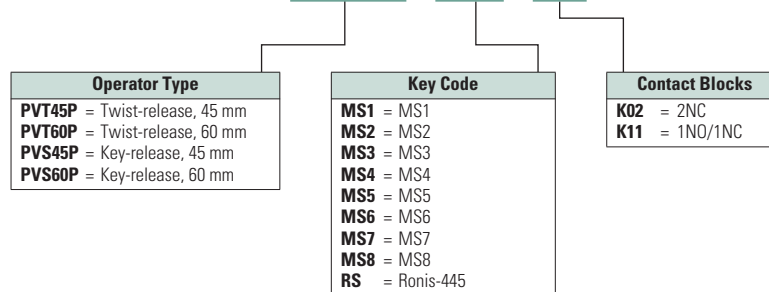 Operator Type
PVT45P = Twist-release, 45 mm
PVT60P = Twist-release, 60 mm
PVS45P = Key-release, 45 mm
PVS60P = Key-release, 60 mm
Key Code
MS1 = MS1
MS2 = MS2
MS3 = MS3
MS4 = MS4
MS5 = MS5
MS6 = MS6
MS7 = MS7
MS8 = MS8
RS = Ronis-445
Contact Blocks
K02 = 2NC
K11 = 1NO/1NC